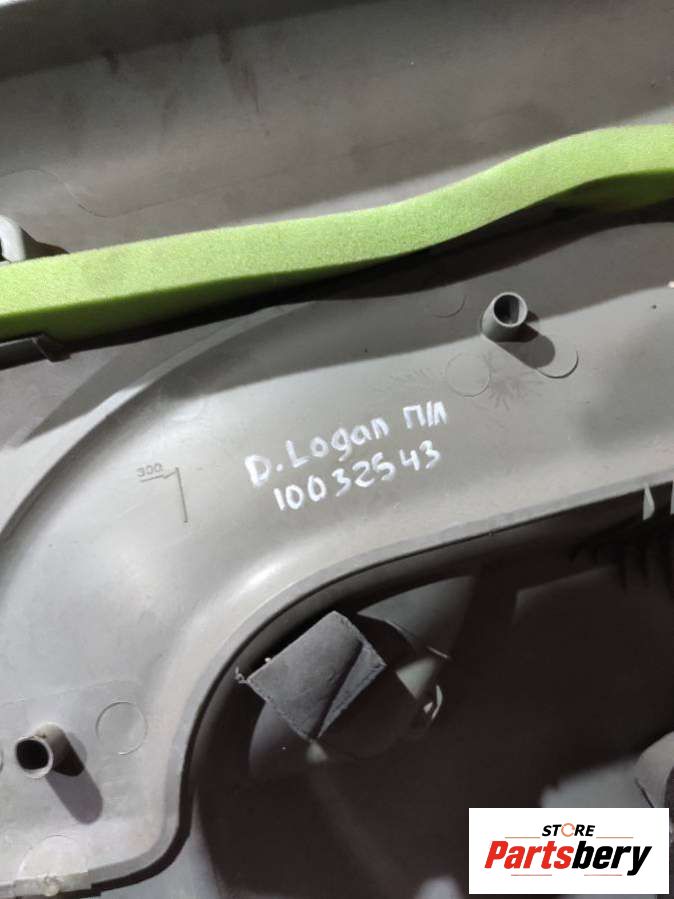 300
D. Logan П/Л
10032543
STORE
Partsbery